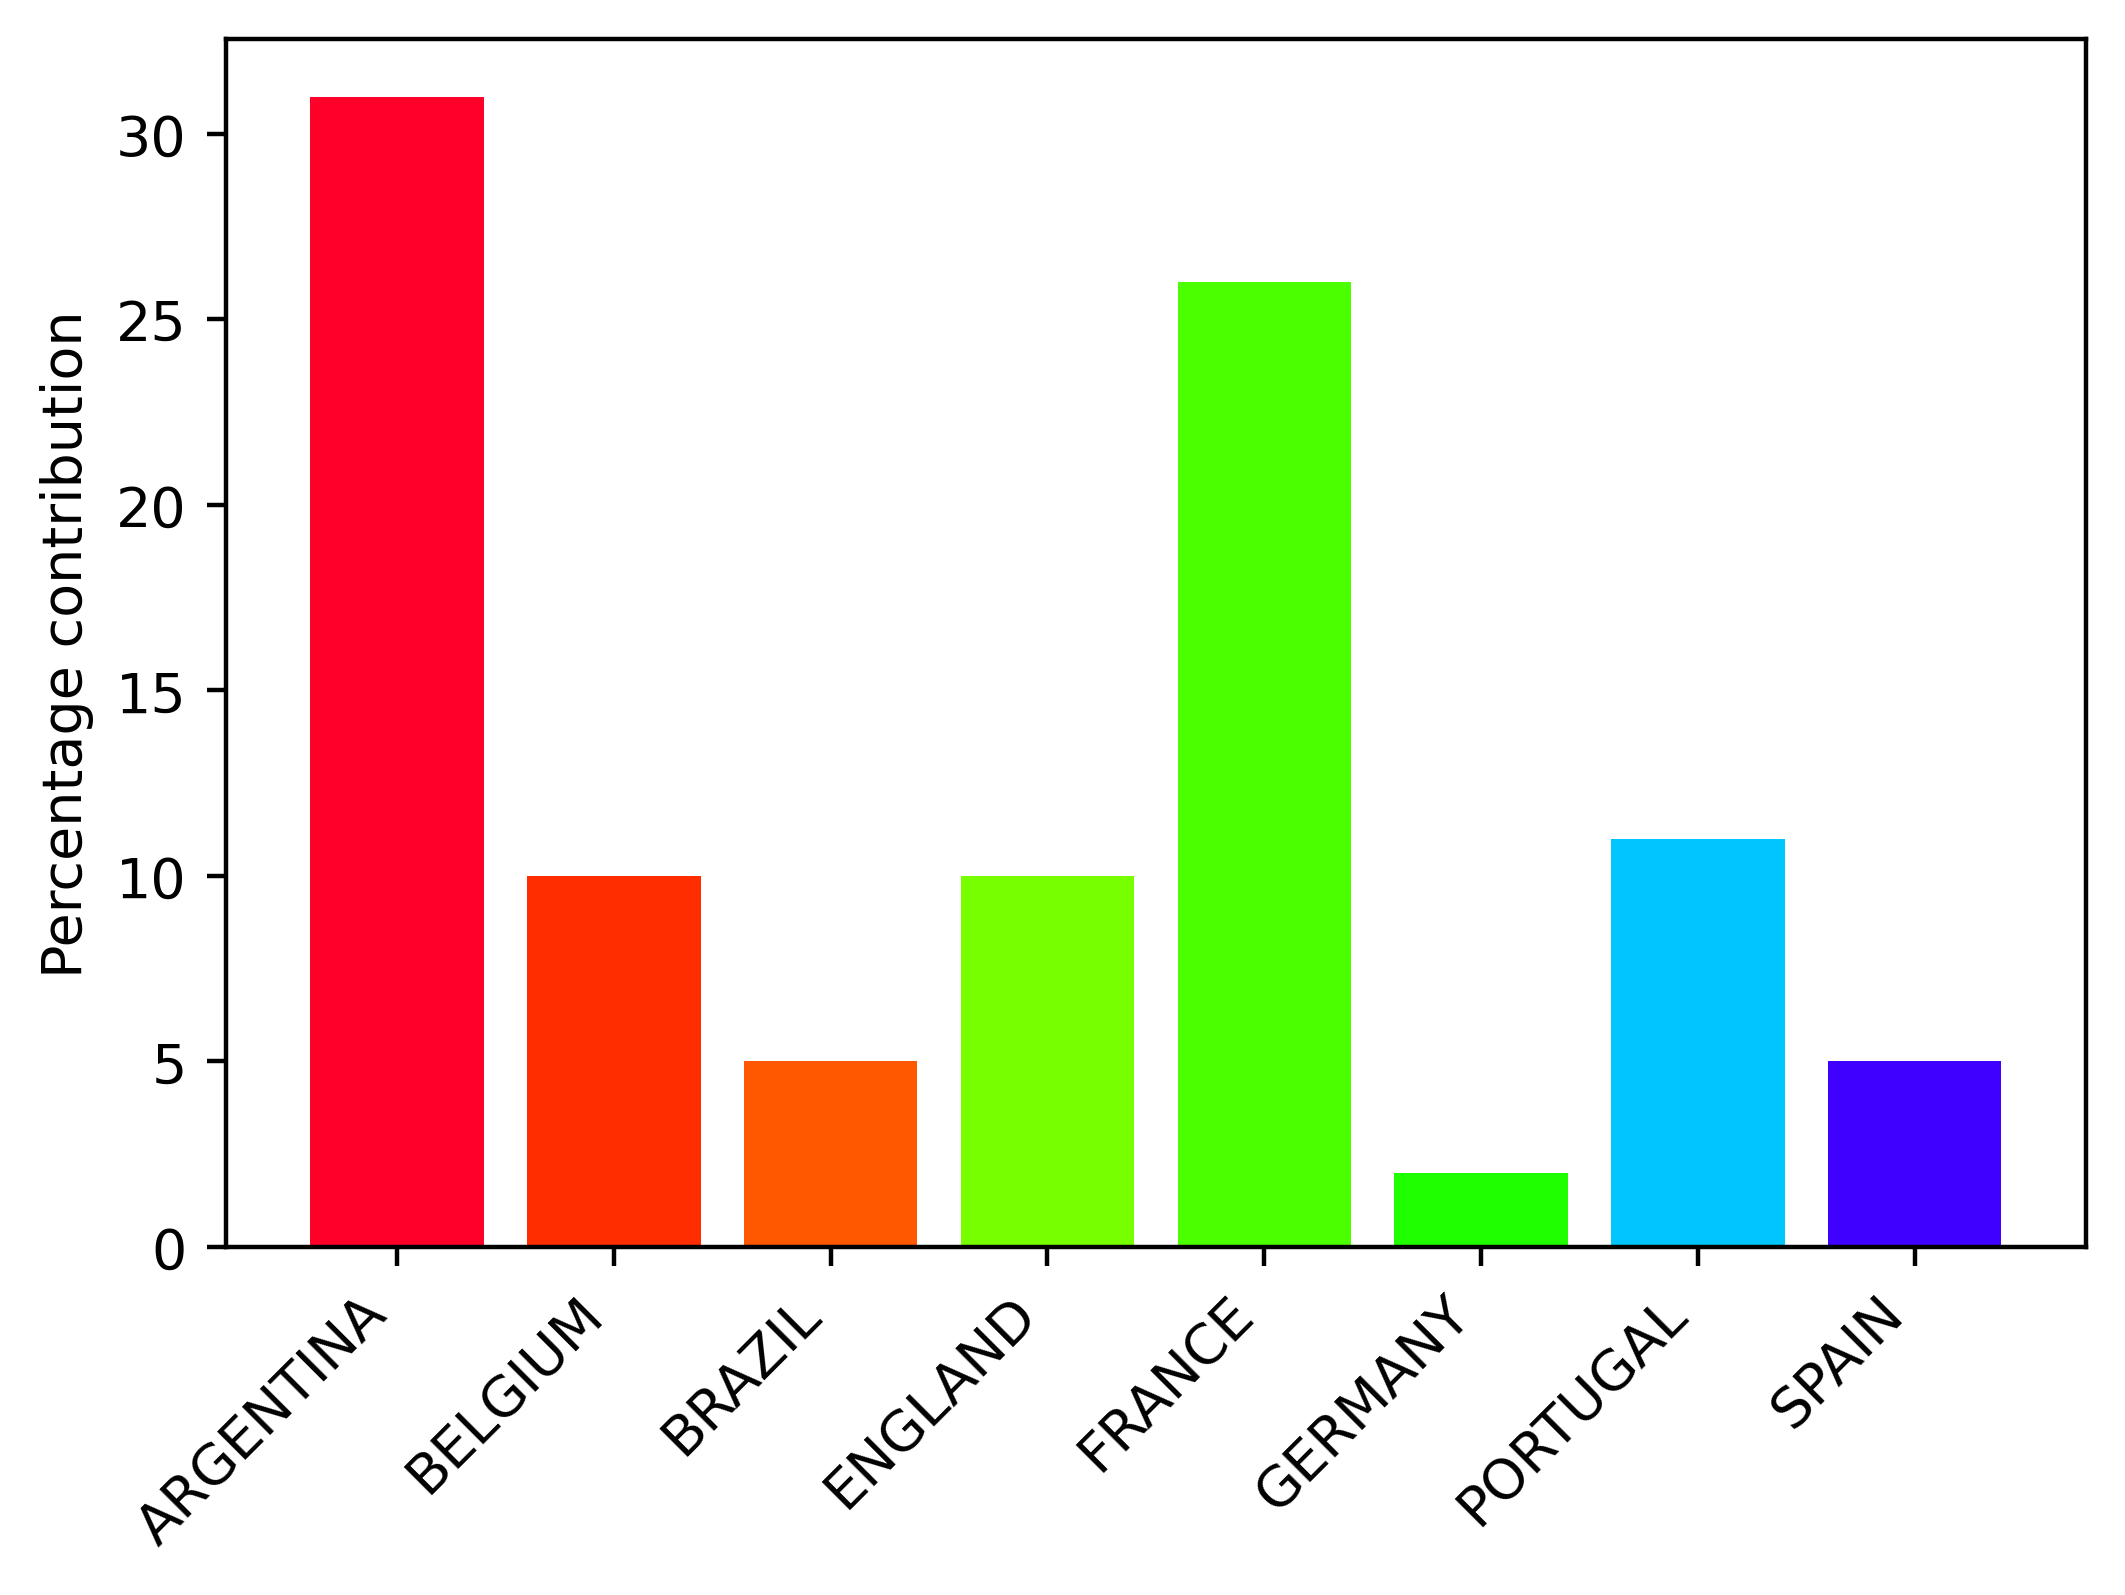 Percentage contribution
30
25
20
15
10
5
0
ARGENTINA
BELGIUM
BRAZIL
ENGLAND
FRANCE
GERMANY
PORTUGAL
SPAIN